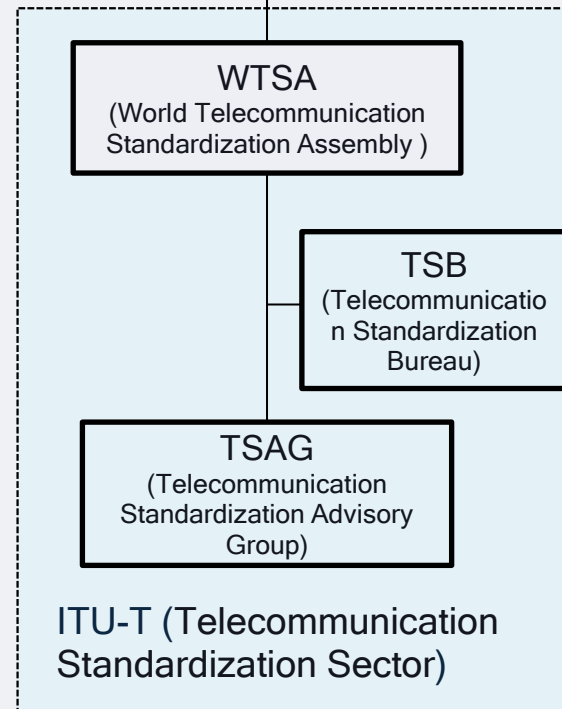 WTSA
(World Telecommunication
Standardization Assembly )
TSB
(Telecommunicatio
n Standardization
Bureau)
TSAG
(Telecommunication
Standardization Advisory
Group)
ITU-T (Telecommunication
Standardization Sector)